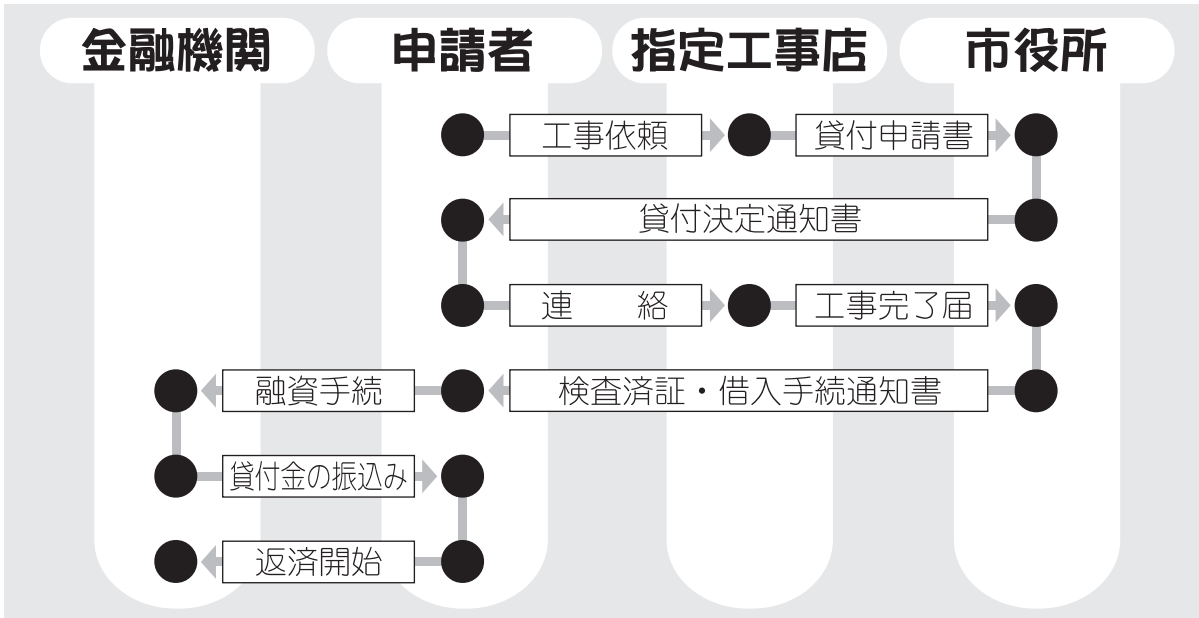 金融機関
申請者
指定工事店
市役所
工事依頼
貸付申請書
貸付決定通知書
連　　絡
工事完了届
検査済証・借入手続通知書
融資手続
貸付金の振込み
返済開始